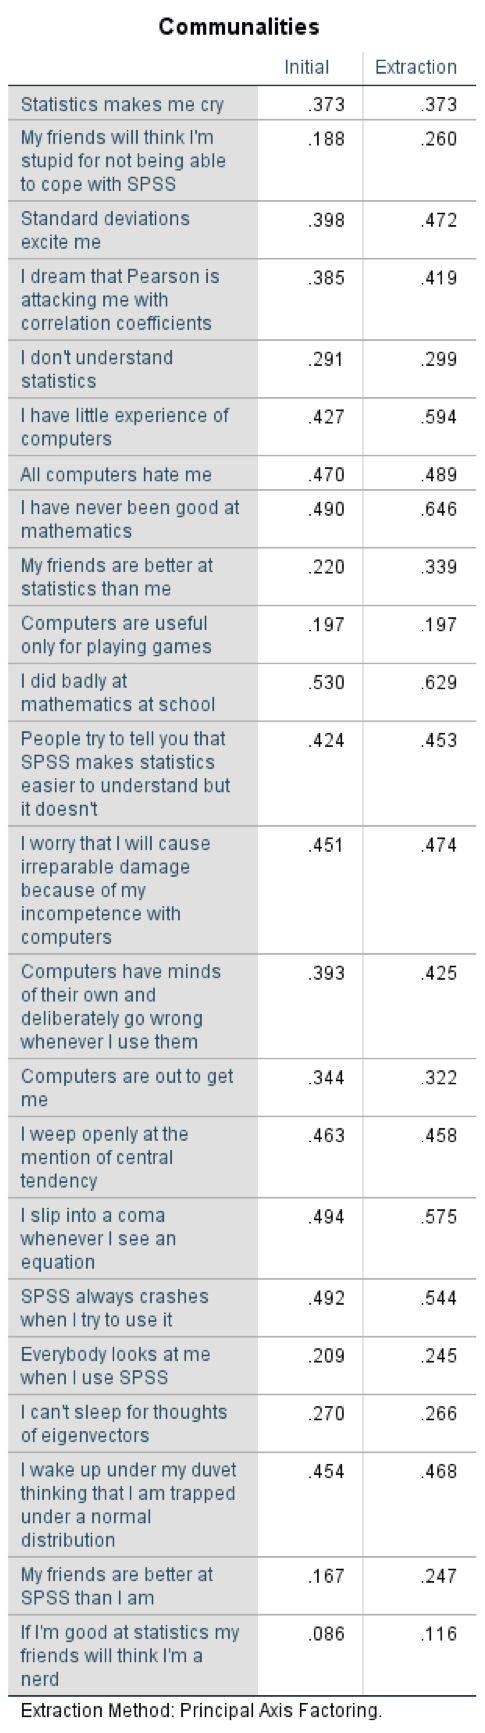 Communalities
Initial Extraction
Statistics makes me cry .373 .373
My friends will think I'm .188 .260
stupid for not being able
to cope with SPSS
Standard deviations .398 .472
excite me
I dream that Pearson is .385 .419
attacking me with
correlation coefficients
I don't understand .291 .299
statistics
I have little experience of .427 .594
computers
All computers hate me .470 .489
I have never been good at .490 .646
mathematics
My friends are better at .220 .339
statistics than me
Computers are useful .197 .197
only for playing games
I did badly at .530 .629
mathematics at school
People try to tell you that .424 .453
SPSS makes statistics
easier to understand but
it doesn't
I worry that I will cause .451 .474
irreparable damage
because of my
incompetence with
computers
Computers have minds .393 .425
of their own and
deliberately go wrong
whenever I use them
Computers are out to get .344 .322
me
I weep openly at the .463 .458
mention of central
tendency
I slip into a coma .494 .575
whenever I see an
equation
SPSS always crashes .492 .544
when I try to use it
Everybody looks at me .209 .245
when I use SPSS
I can't sleep for thoughts .270 .266
of eigenvectors
I wake up under my duvet .454 .468
thinking that I am trapped
under a normal
distribution
My friends are better at .167 .247
SPSS than I am
If I'm good at statistics my .086 .116
friends will think I'm a
nerd
Extraction Method: Principal Axis Factoring.